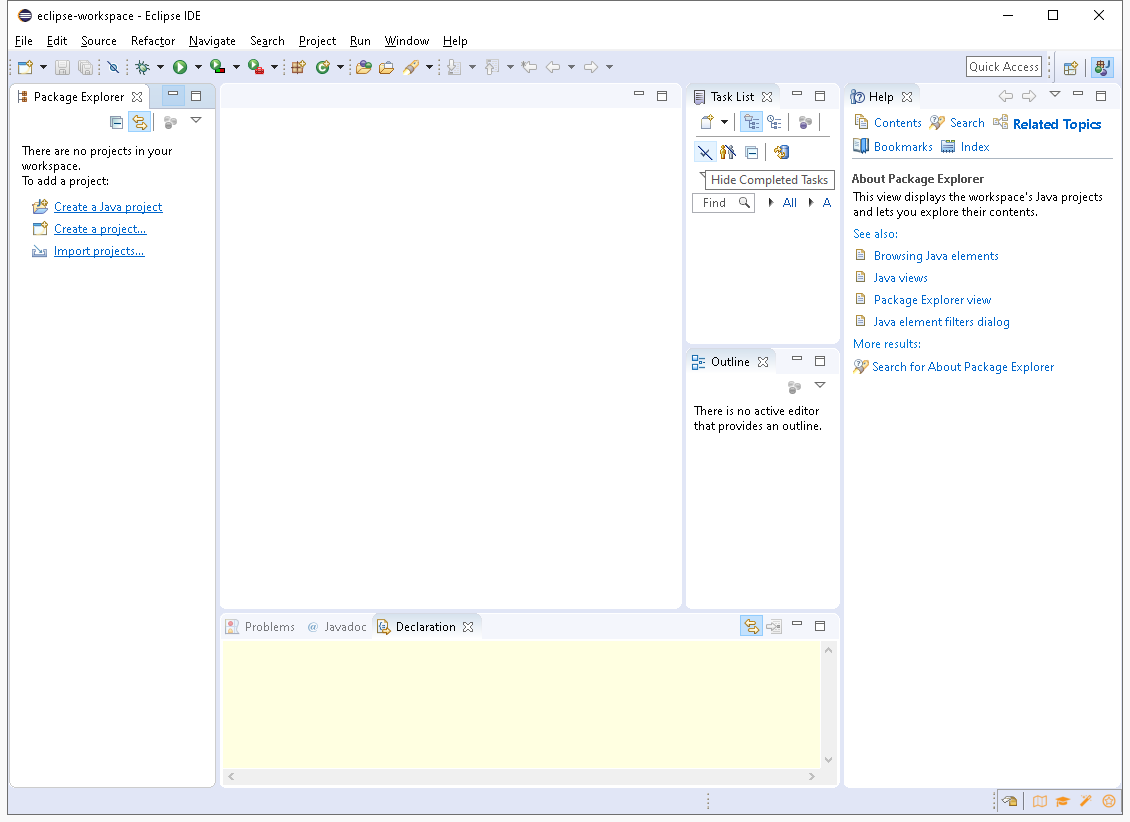 eclipse-workspace - Eclipse IDE
File Edit Source Refactor Navigate Search Project Run Window Help
Quick Access
Package Explorer
There are no projects in your
workspace.
To add a project:
Create a Java project
Create a project...
Import projects...
Task List
Hide Completed Tasks
Find All A
Outline
There is no active editor
that provides an outline.
Help
Contents Search Related Topics
Bookmarks Index
About Package Explorer
This view displays the workspace's Java projects
and lets you explore their contents.
See also:
Browsing Java elements
Java views
Package Explorer view
Java element filters dialog
More results:
Search for About Package Explorer
Problems @ Javadoc Declaration